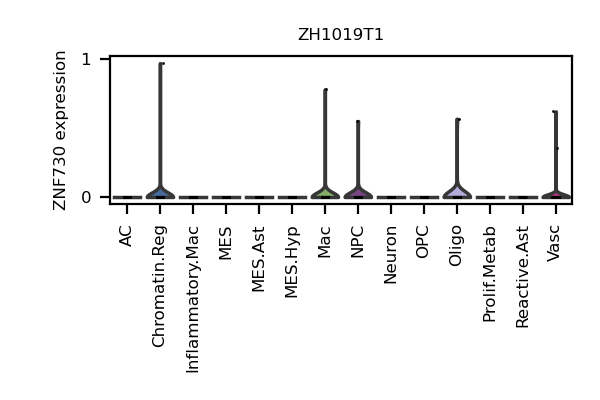 ZH1019T1
ZNF730 expression
1
0
AC
Chromatin.Reg
Inflammatory.Mac
MES
MES.Ast
MES.Hyp
Mac
NPC
Neuron
OPC
Oligo
Prolif.Metab
Reactive.Ast
Vasc